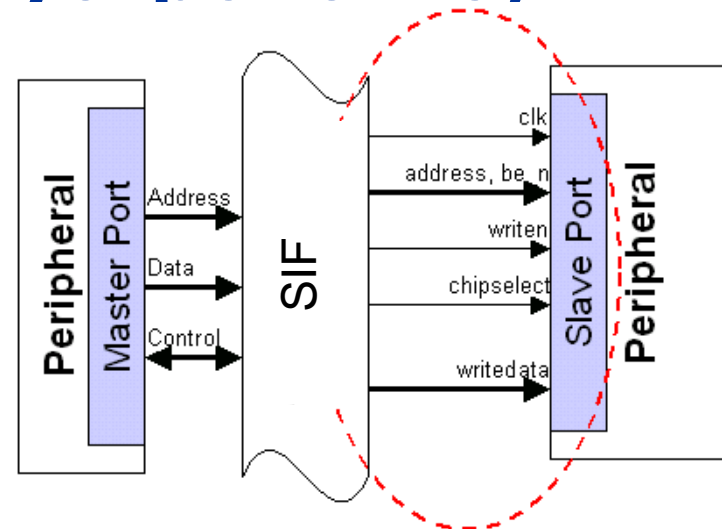 Peripheral
Master Port
Address
Data
Control
SIF
clk
address, be_n
writen
chipselect
writedata
Slave Port
Peripheral